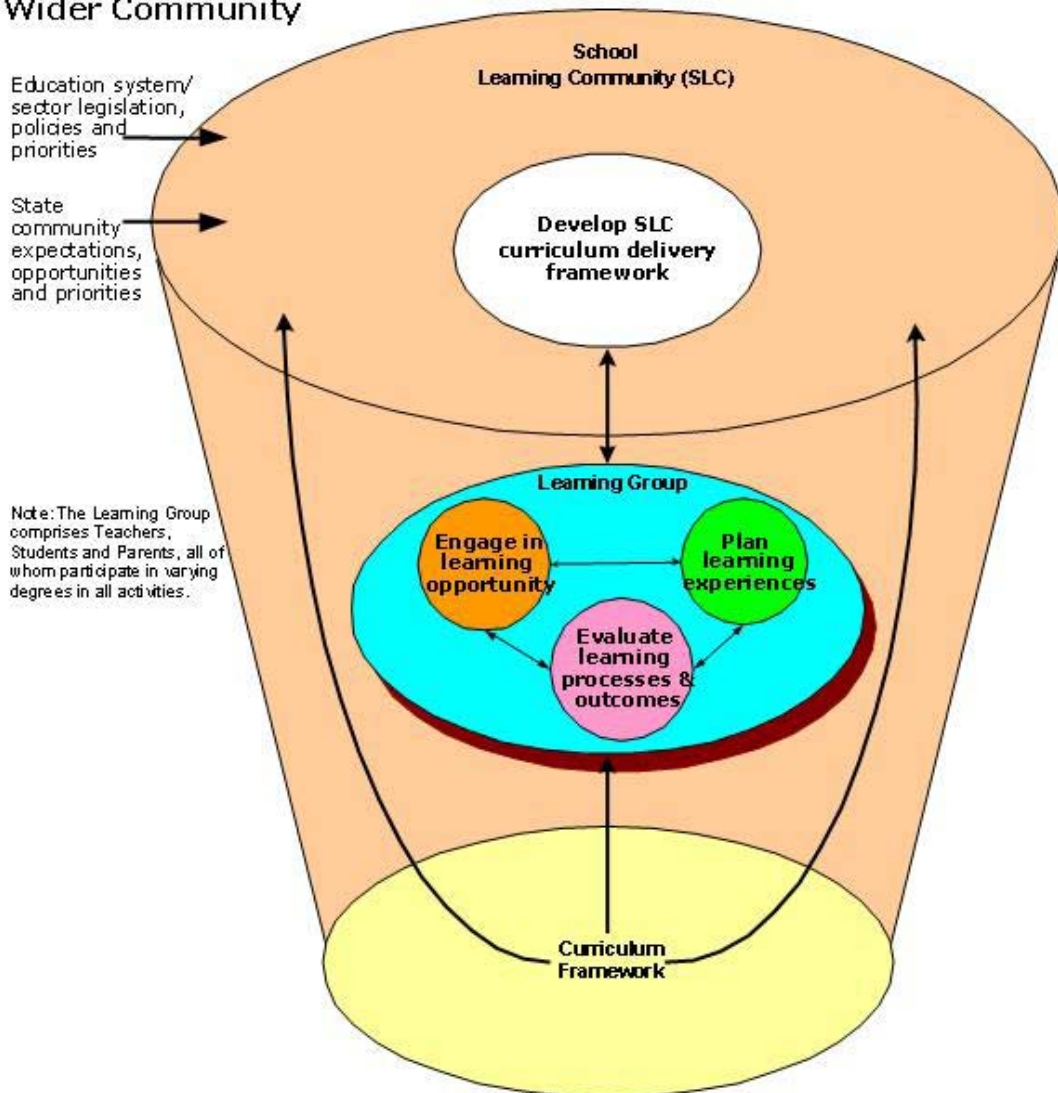 Wider Community
School
Learning Community (SLC)
Education system/
sector legislation,
policies and
priorities
State
community
expectations,
opportunities
and priorities
Develop SLC
curriculum delivery
framework
Note: The Learning Group
comprises Teachers,
Students and Parents, all of
whom participate in varying
degrees in all activities.
Learning Group
Engage in
learning
opportunity
Plan
learning
experiences
Evaluate
learning
processes &
outcomes
Curriculum
Framework